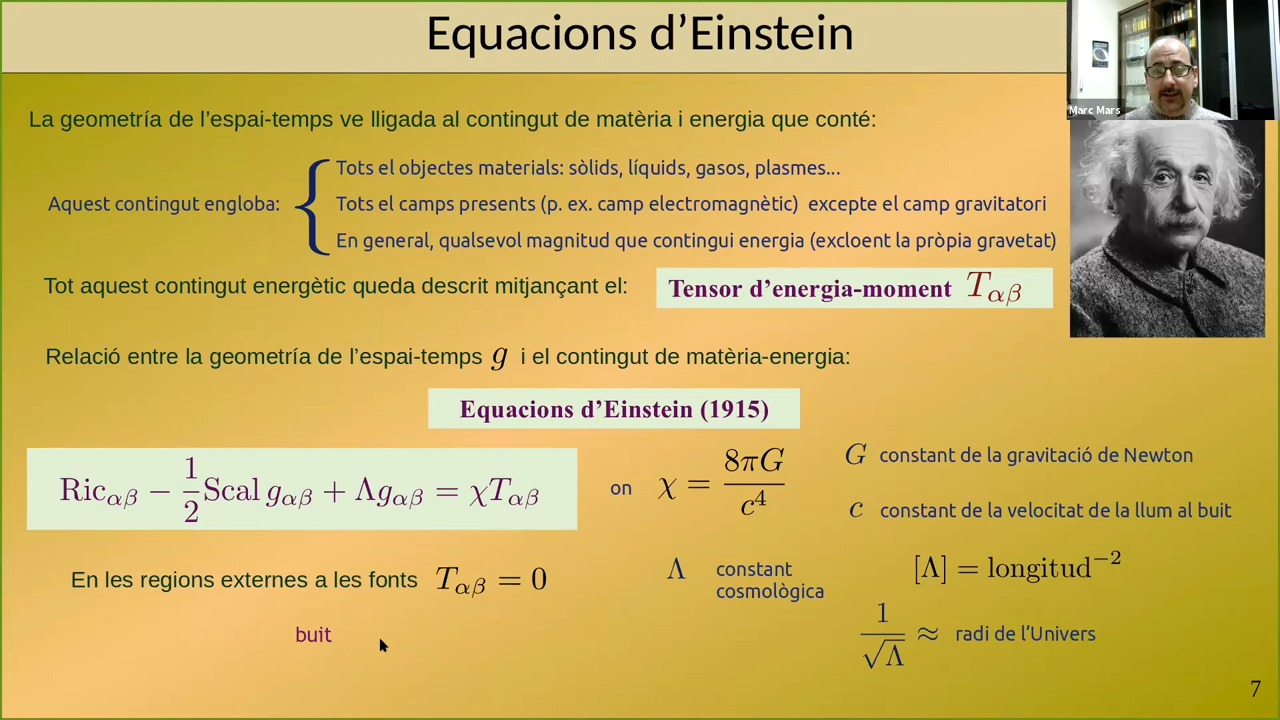 Equacions d’Einstein
Marc Mars
La geometría de l’espai-temps ve lligada al contingut de matèria i energia que conté:
Aquest contingut engloba:
Tots el objectes materials: sòlids, líquids, gasos, plasmes...
Tots el camps presents (p. ex. camp electromagnètic) excepte el camp gravitatori
En general, qualsevol magnitud que contingui energia (excloent la pròpia gravetat)
Tot aquest contingut energètic queda descrit mitjançant el:
Tensor d’energia-moment T_{αβ}
Relació entre la geometría de l’espai-temps g i el contingut de matèria-energia:
Equacions d’Einstein (1915)
Ric_{αβ} − \frac{1}{2} Scal g_{αβ} + Λg_{αβ} = χT_{αβ}
on χ = \frac{8πG}{c^4}
G constant de la gravitació de Newton
c constant de la velocitat de la llum al buit
En les regions externes a les fonts T_{αβ} = 0
buit
Λ constant
cosmològica
[Λ] = longitud^{−2}
\frac{1}{\sqrt{Λ}} ≈ radi de l’Univers
7